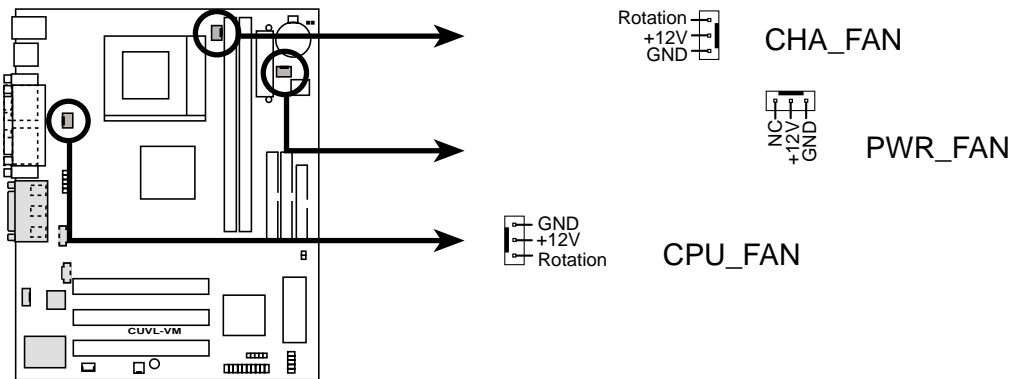 Rotation
+12V
GND
CHA_FAN
NC
+12V
GND
PWR_FAN
GND
+12V
Rotation
CPU_FAN
CUVL-VM